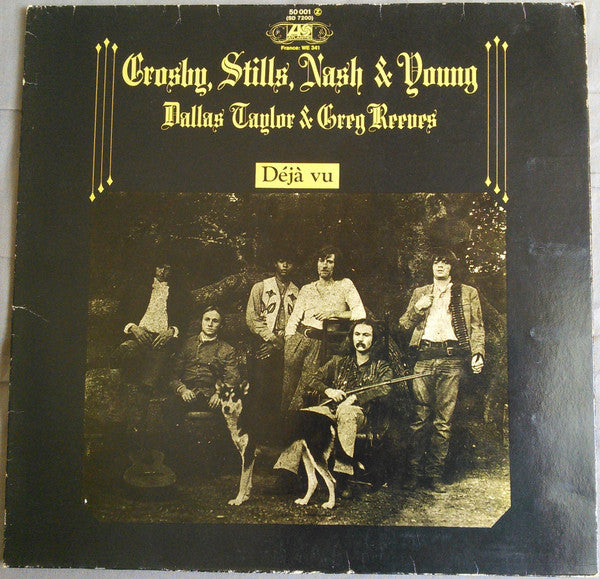 50 001 Ⓩ
(SD 7200)
France: WE 341
Crosby, Stills, Nash & Young
Dallas Taylor & Greg Reeves
Déjà vu